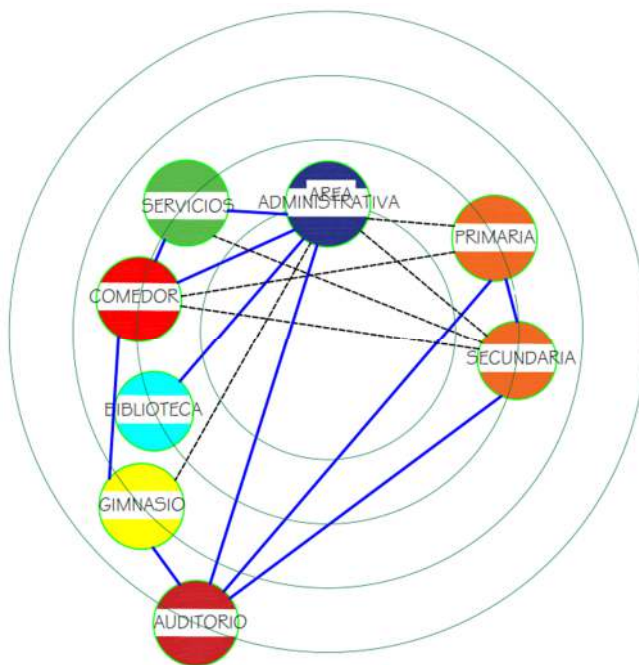 AREA
ADMINISTRATIVA
SERVICIOS
PRIMARIA
COMEDOR
SECUNDARIA
BIBLIOTECA
GIMNASIO
AUDITORIO